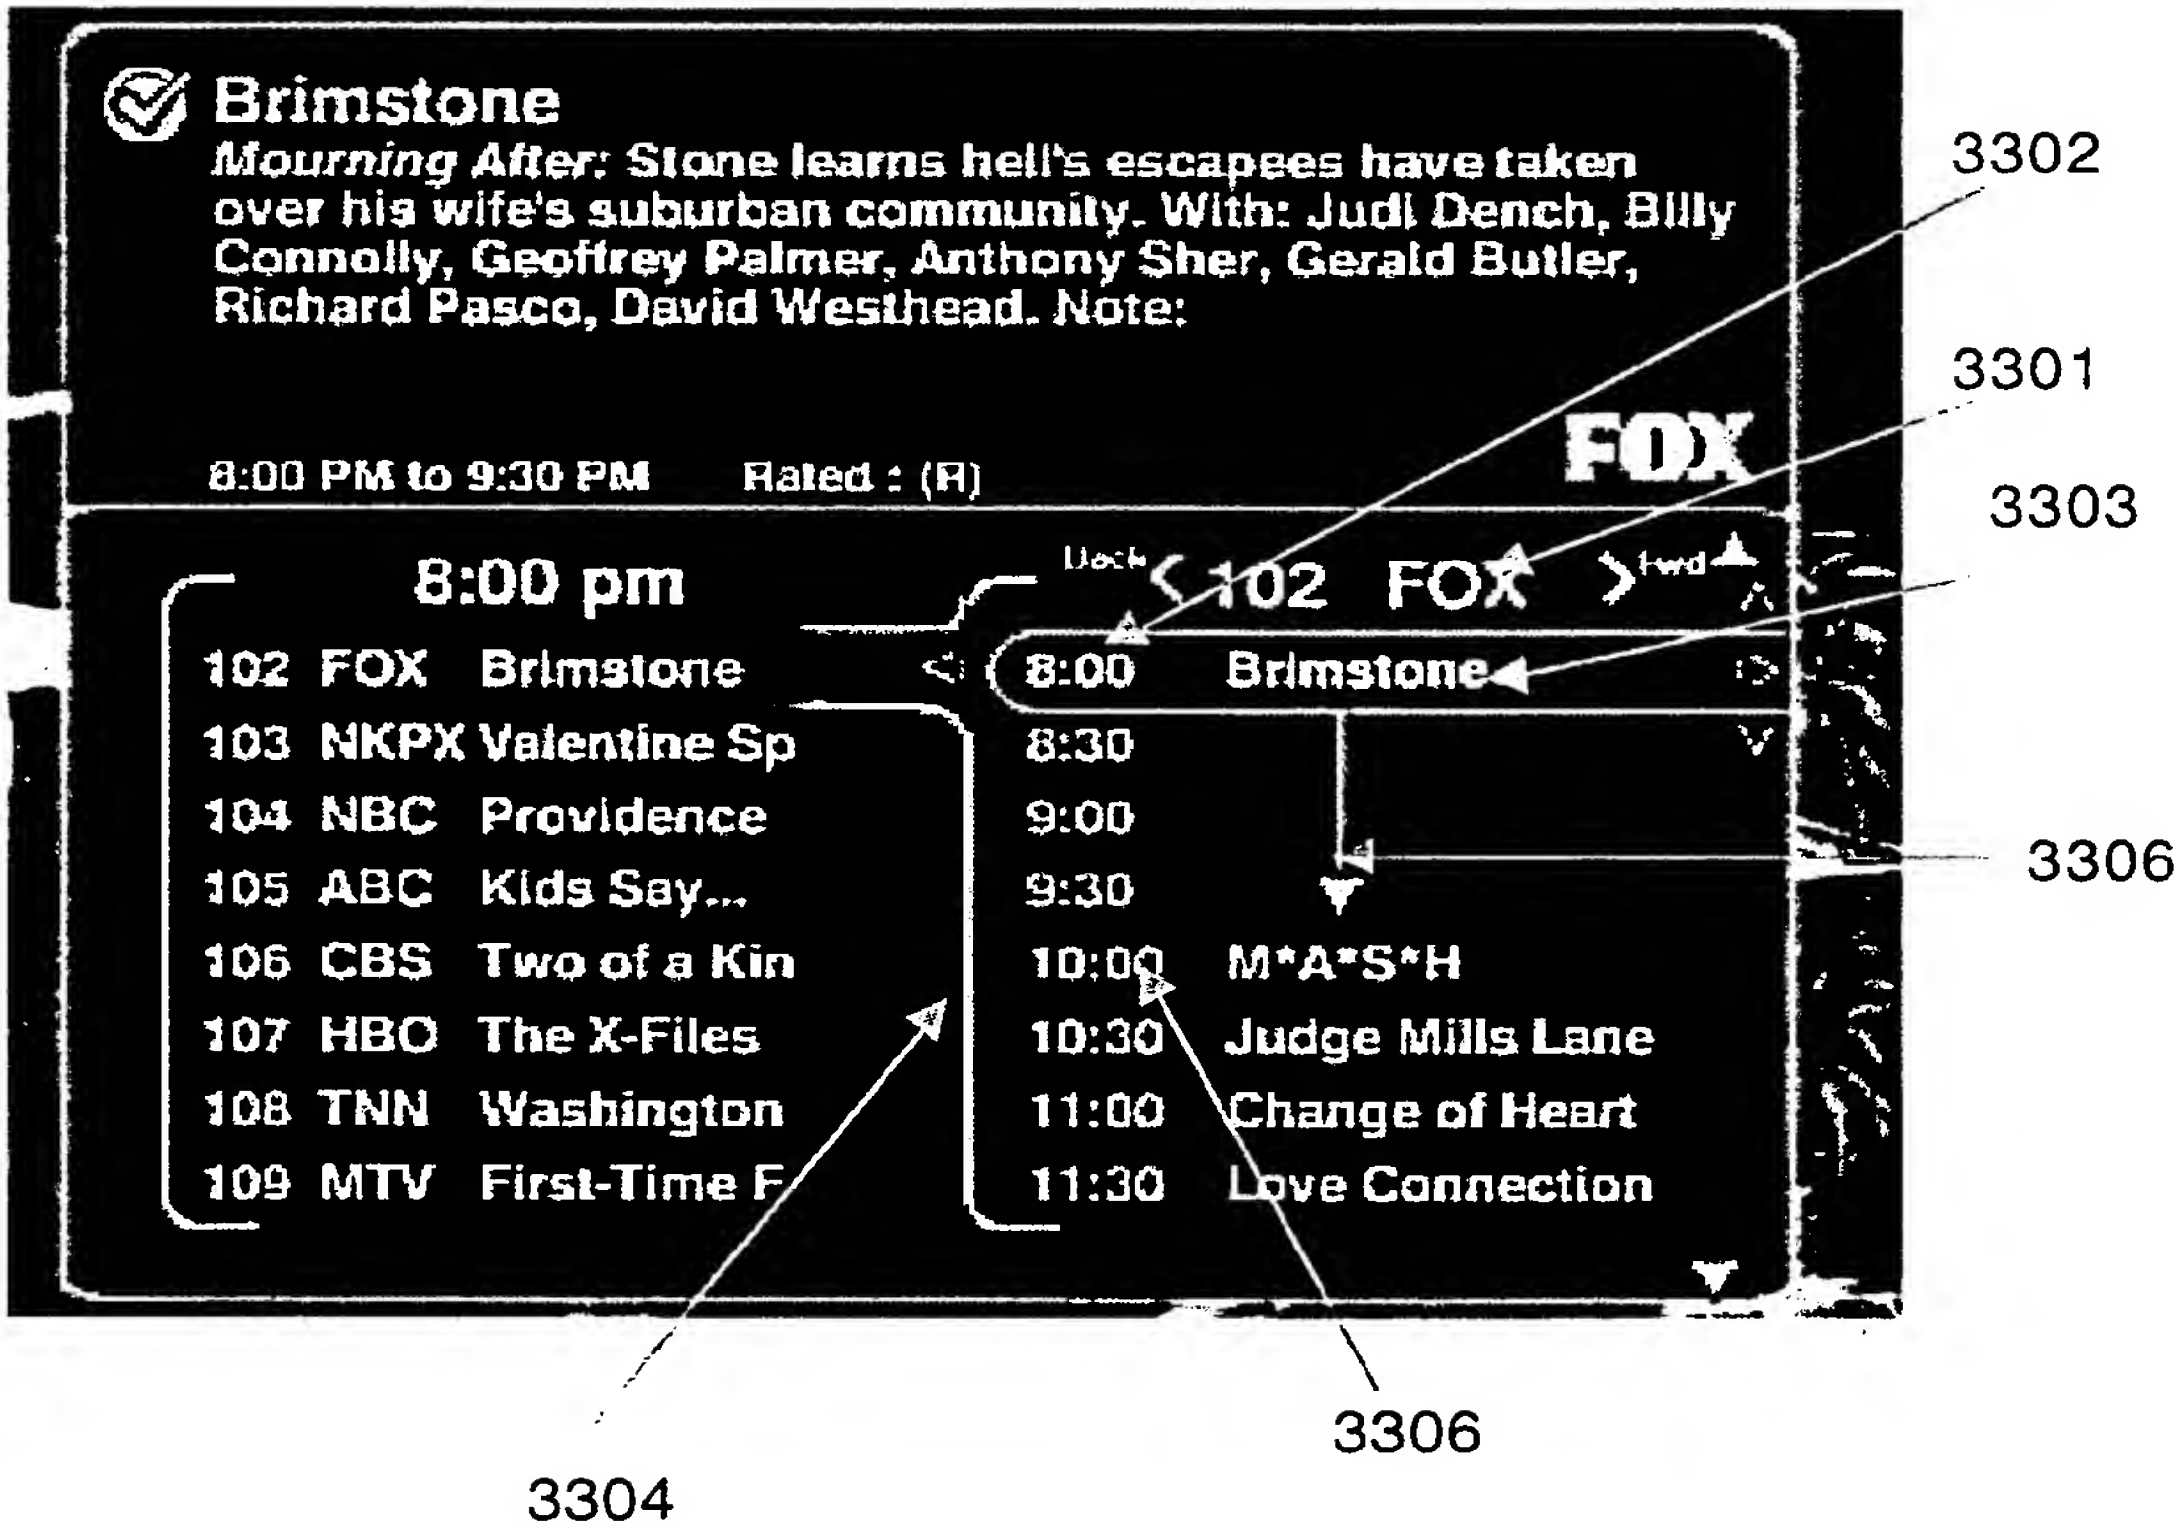 Brimstone
Mourning After: Stone learns hell's escapees have taken
over his wife's suburban community. With: Judi Dench, Billy
Connolly, Geoffrey Palmer, Anthony Sher, Gerald Butler,
Richard Pasco, David Westhead. Note:
FOX
8:00 PM to 9:30 PM Rated : (R)
8:00 pm
102 FOX Brimstone
103 NKPX Valentine Sp
104 NBC Providence
105 ABC Kids Say...
106 CBS Two of a Kin
107 HBO The X-Files
108 TNN Washington
109 MTV First-Time F
Back < 102 FOX > Fwd
8:00 Brimstone
8:30
9:00
9:30
10:00 M*A*S*H
10:30 Judge Mills Lane
11:00 Change of Heart
11:30 Love Connection
3302
3301
3303
3306
3306
3304